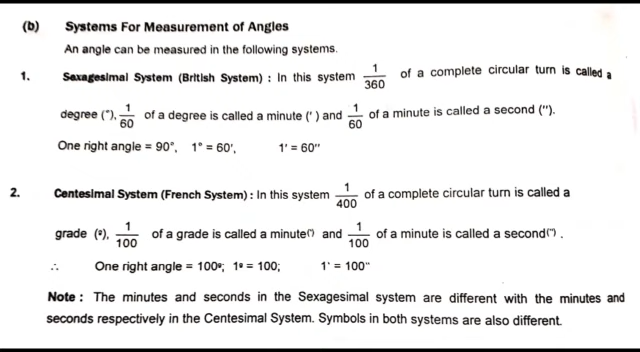 (b) Systems For Measurement of Angles
An angle can be measured in the following systems.
1. Sexagesimal System (British System) : In this system 1/360 of a complete circular turn is called a
degree (°), 1/60 of a degree is called a minute (') and 1/60 of a minute is called a second (").
One right angle = 90°, 1° = 60', 1' = 60"
2. Centesimal System (French System) : In this system 1/400 of a complete circular turn is called a
grade (ᵍ), 1/100 of a grade is called a minute(‵) and 1/100 of a minute is called a second(‶) .
∴ One right angle = 100ᵍ; 1ᵍ = 100; 1‵ = 100‶
Note : The minutes and seconds in the Sexagesimal system are different with the minutes and
seconds respectively in the Centesimal System. Symbols in both systems are also different.